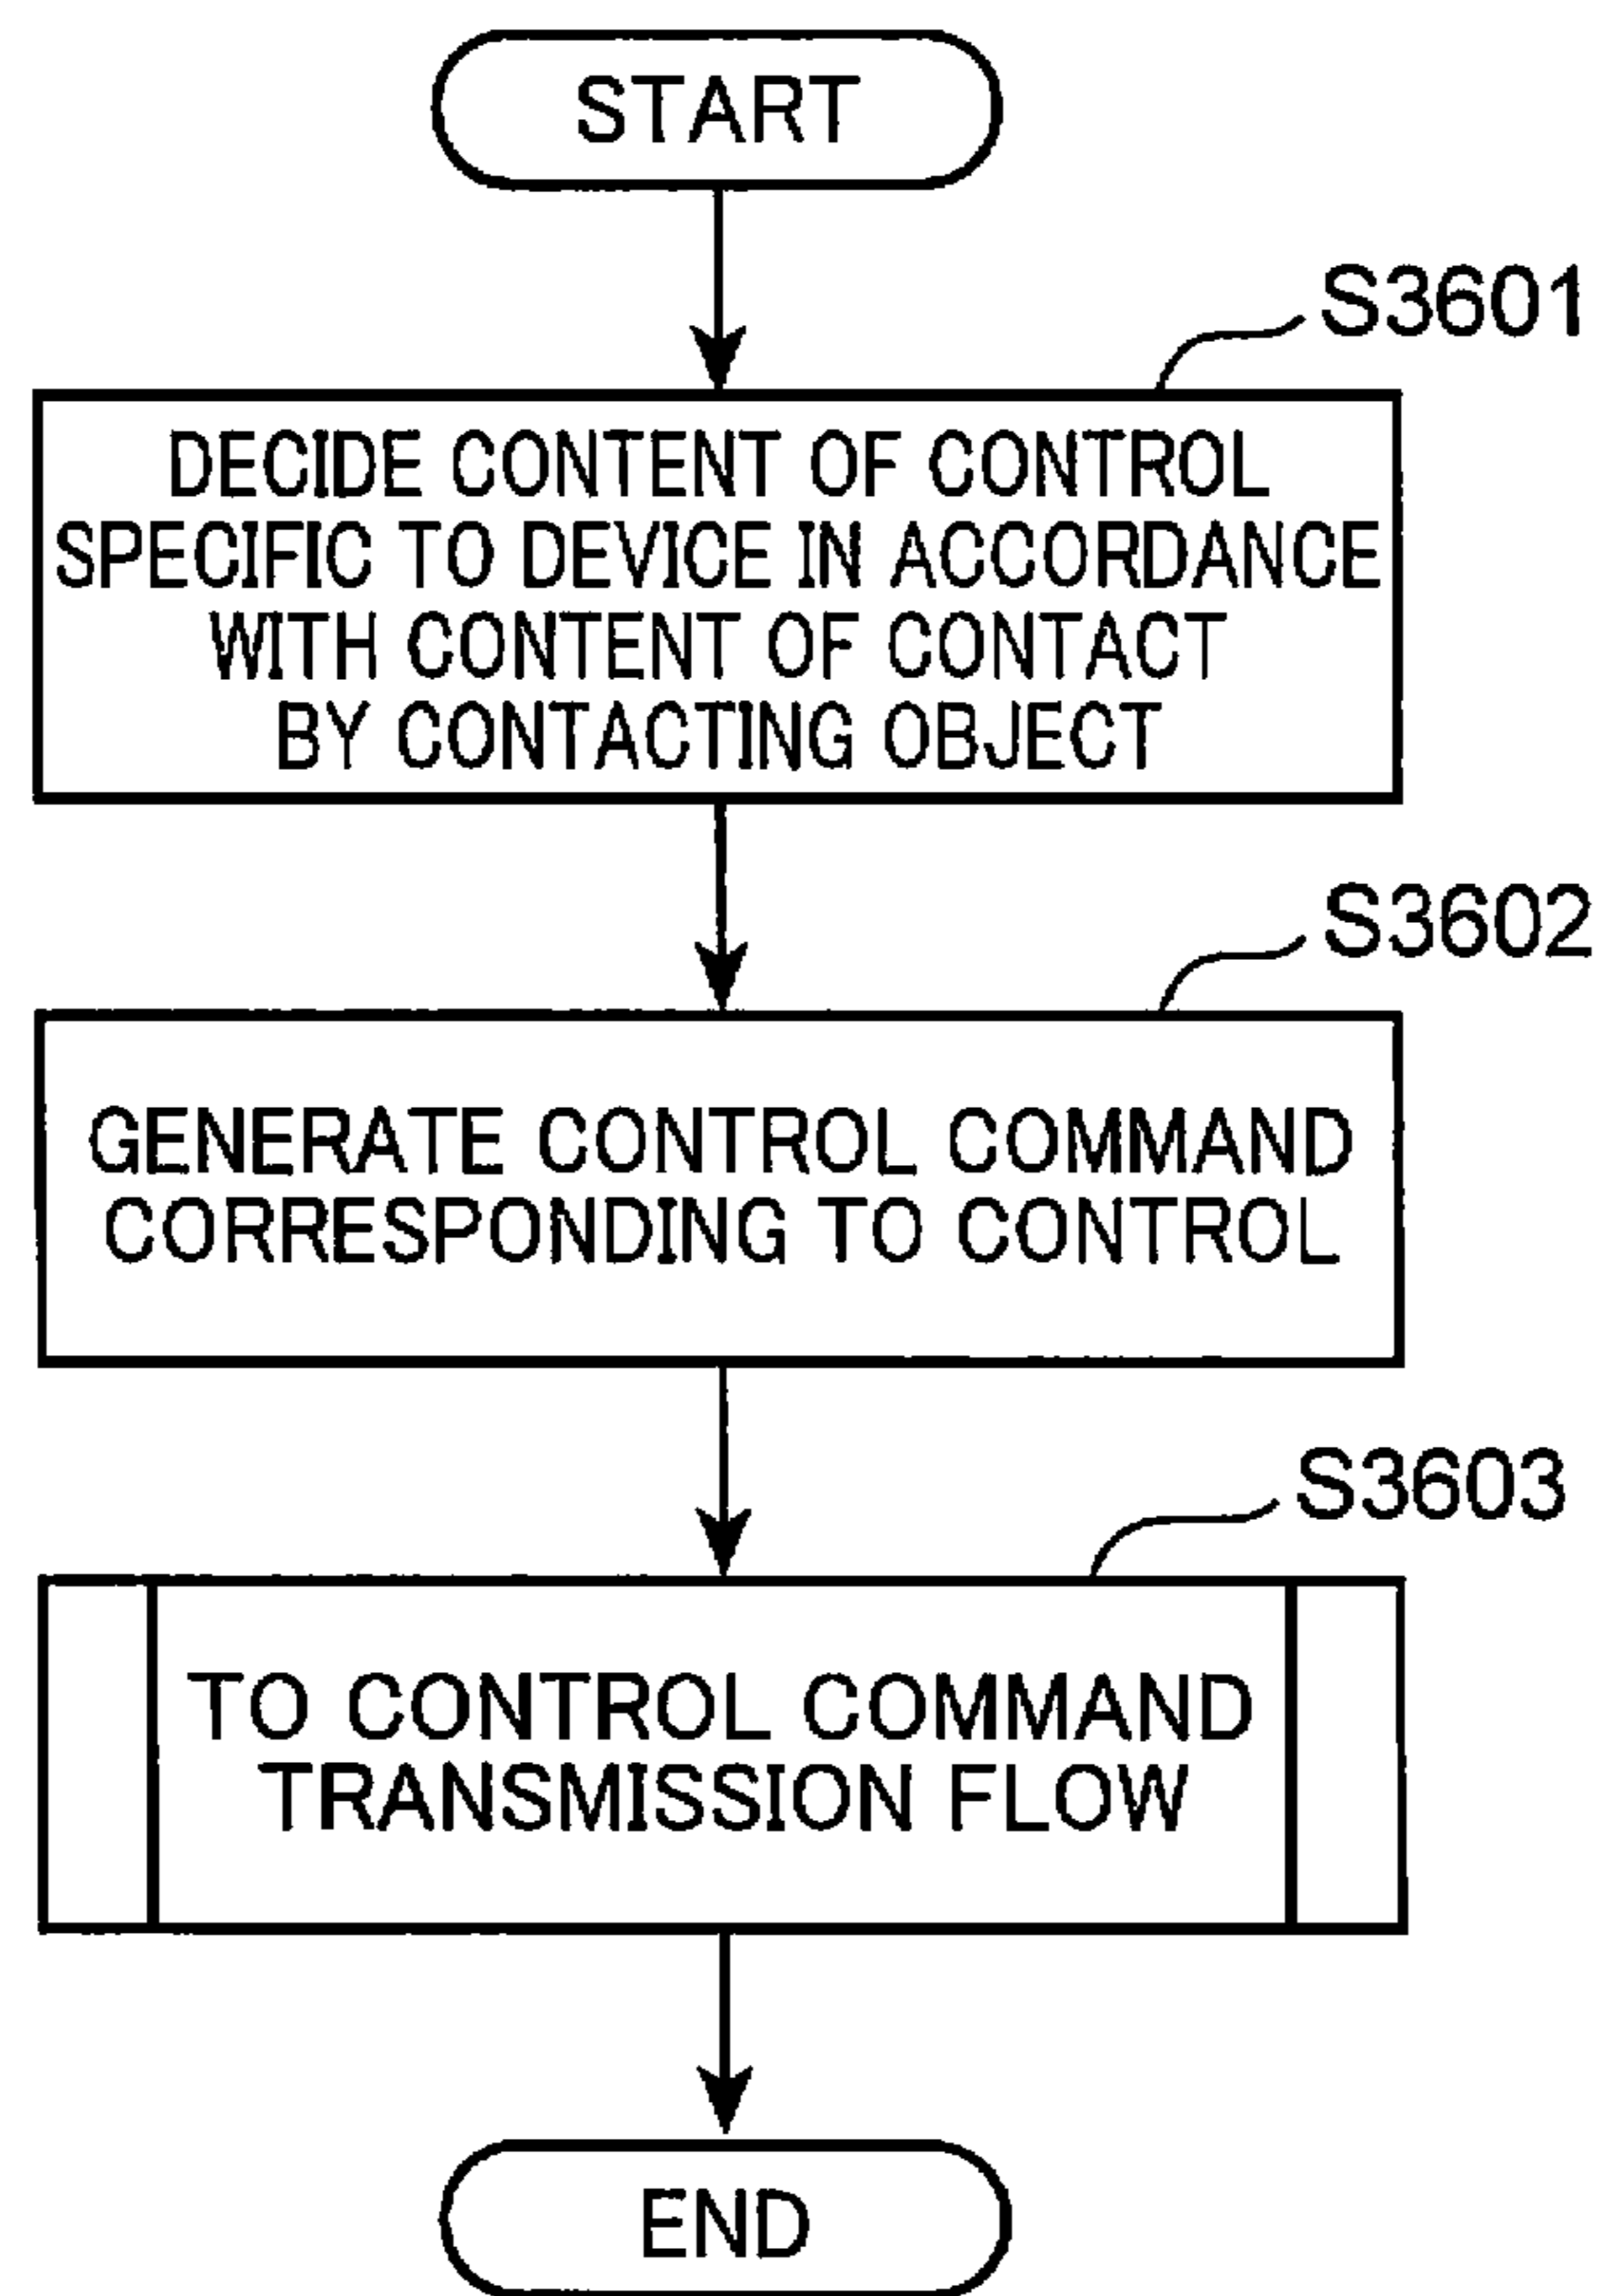 START
S3601
DECIDE CONTENT OF CONTROL
SPECIFIC TO DEVICE IN ACCORDANCE
WITH CONTENT OF CONTACT
BY CONTACTING OBJECT
S3602
GENERATE CONTROL COMMAND
CORRESPONDING TO CONTROL
S3603
TO CONTROL COMMAND
TRANSMISSION FLOW
END